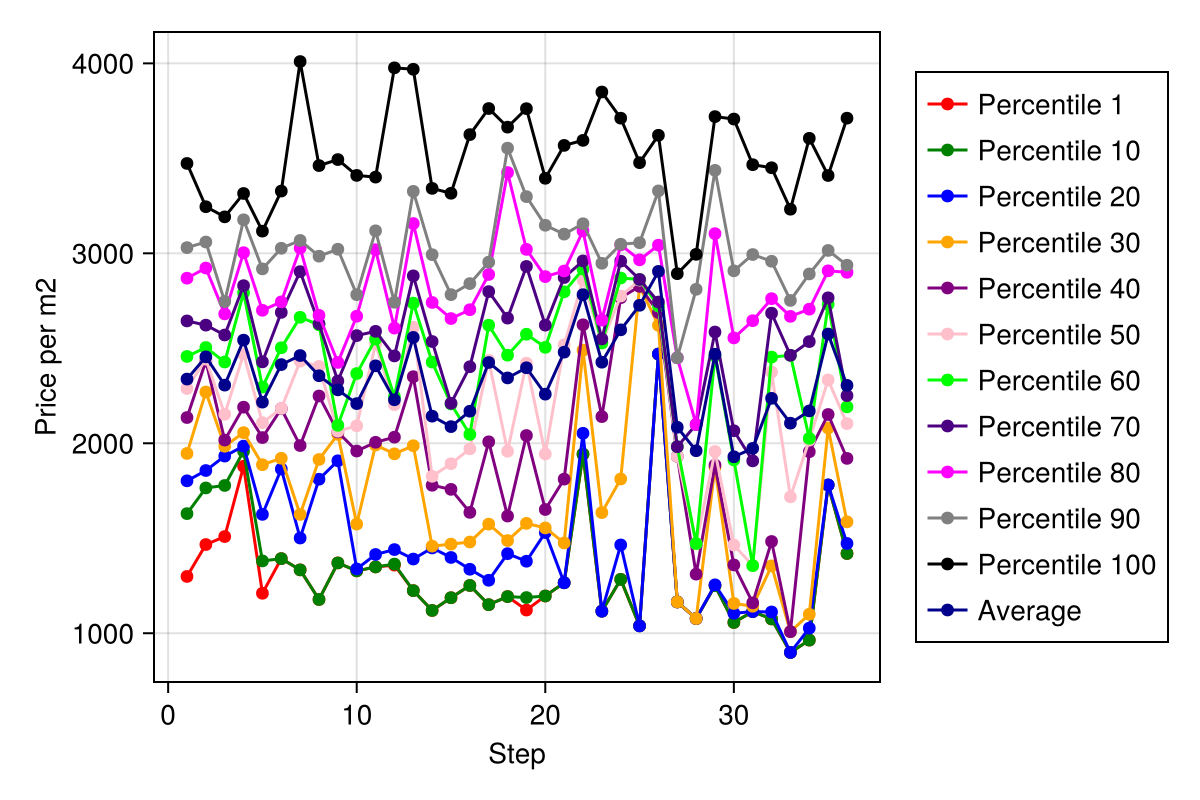 4000
3000
2000
1000
Price per m2
0 10 20 30
Step
Percentile 1
Percentile 10
Percentile 20
Percentile 30
Percentile 40
Percentile 50
Percentile 60
Percentile 70
Percentile 80
Percentile 90
Percentile 100
Average